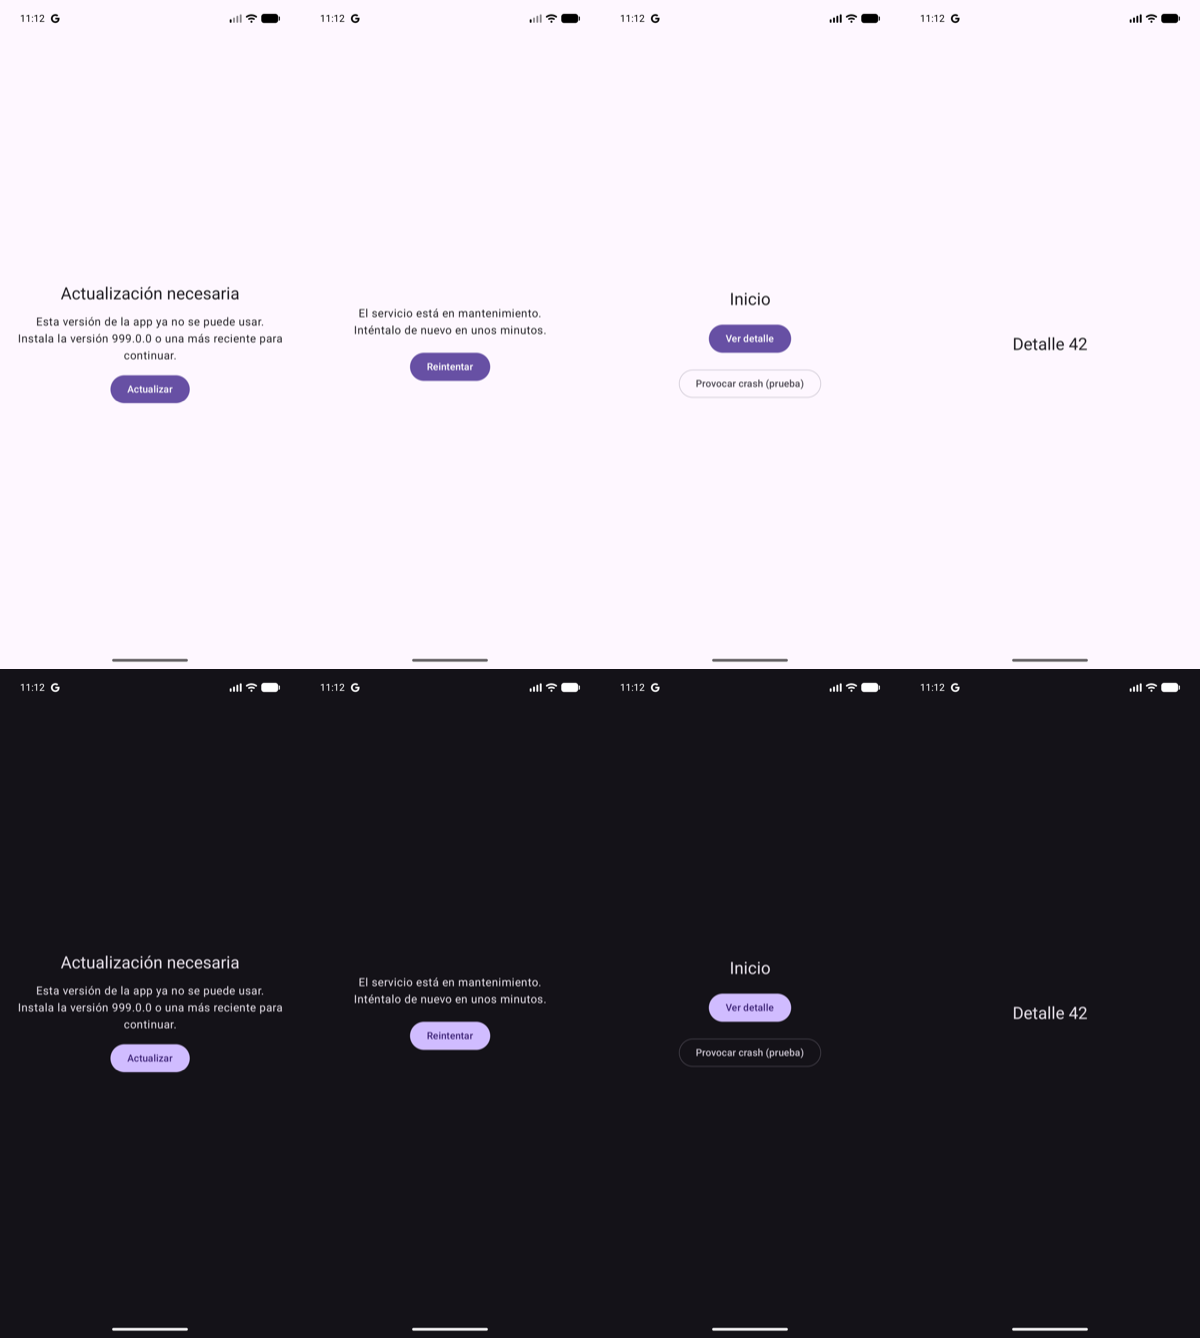 11:12 G
11:12 G
11:12 G
11:12 G
Actualización necesaria
Esta versión de la app ya no se puede usar.
Instala la versión 999.0.0 o una más reciente para
continuar.
Actualizar
El servicio está en mantenimiento.
Inténtalo de nuevo en unos minutos.
Reintentar
Inicio
Ver detalle
Provocar crash (prueba)
Detalle 42
11:12 G
11:12 G
11:12 G
11:12 G
Actualización necesaria
Esta versión de la app ya no se puede usar.
Instala la versión 999.0.0 o una más reciente para
continuar.
Actualizar
El servicio está en mantenimiento.
Inténtalo de nuevo en unos minutos.
Reintentar
Inicio
Ver detalle
Provocar crash (prueba)
Detalle 42